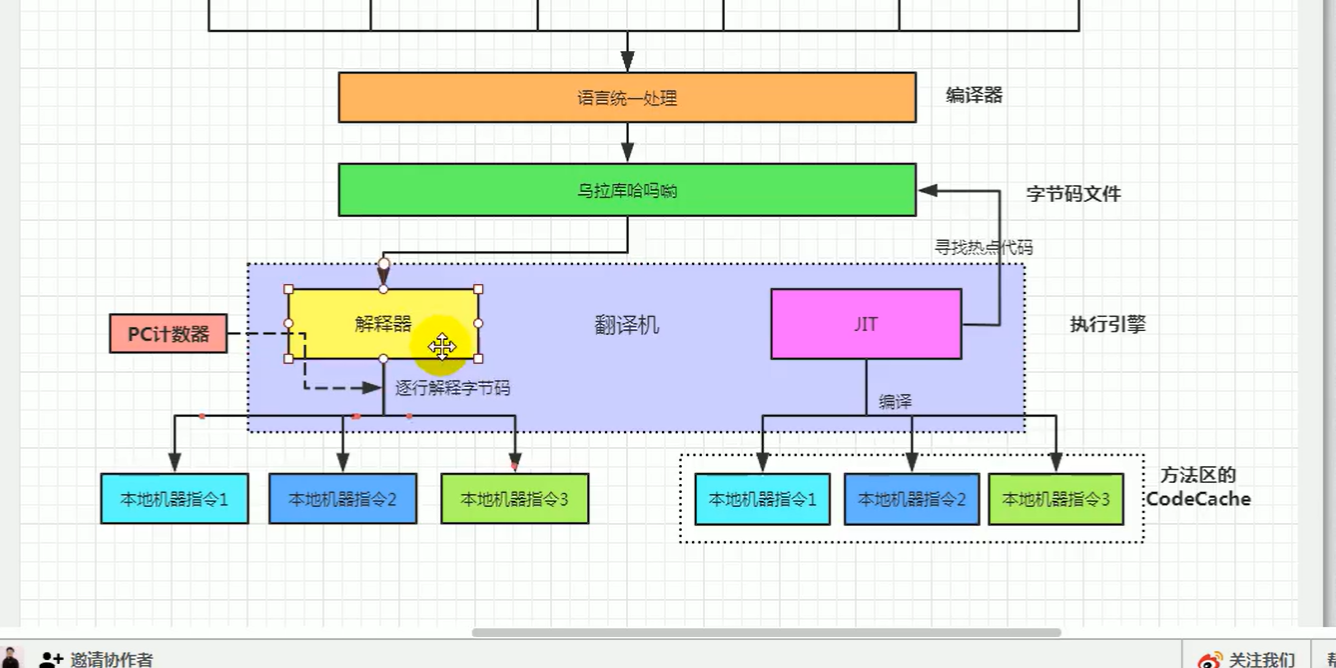 语言统一处理
编译器
乌拉库哈吗呦
字节码文件
寻找热点代码
PC计数器
解释器
翻译机
JIT
执行引擎
逐行解释字节码
编译
本地机器指令1
本地机器指令2
本地机器指令3
本地机器指令1
本地机器指令2
本地机器指令3
方法区的
CodeCache
邀请协作者
关注我们